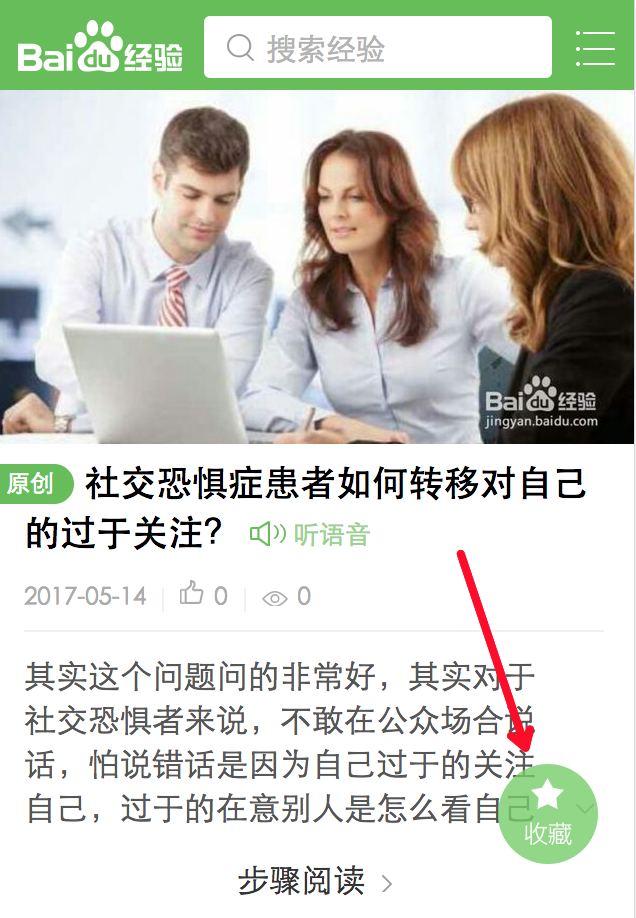 Baidu经验
搜索经验
Baidu经验
jingyan.baidu.com
原创 社交恐惧症患者如何转移对自己
的过于关注? 听语音
2017-05-14 0 0
其实这个问题问的非常好，其实对于
社交恐惧者来说，不敢在公众场合说
话，怕说错话是因为自己过于的关注
自己，过于的在意别人是怎么看自己
收藏
步骤阅读